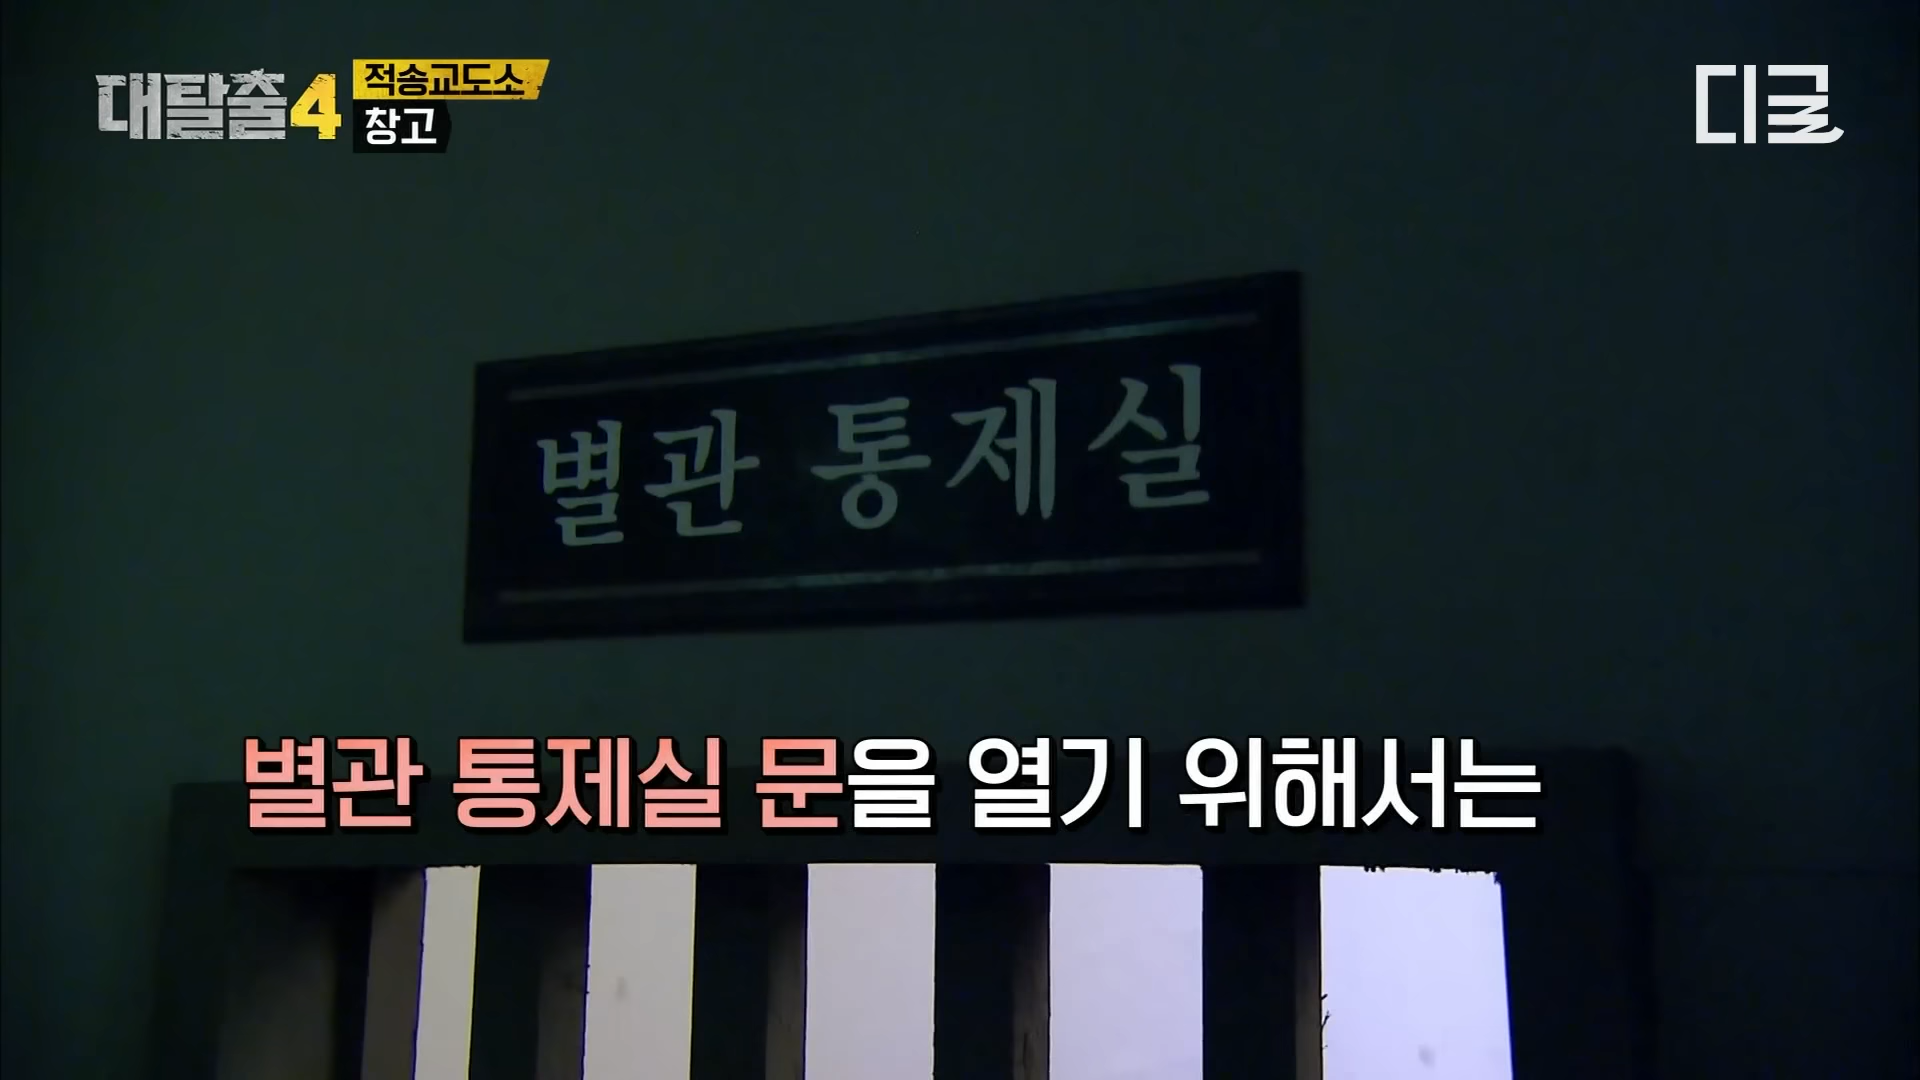 대탈출4
적송교도소
창고
디글
별관 통제실
별관 통제실 문을 열기 위해서는